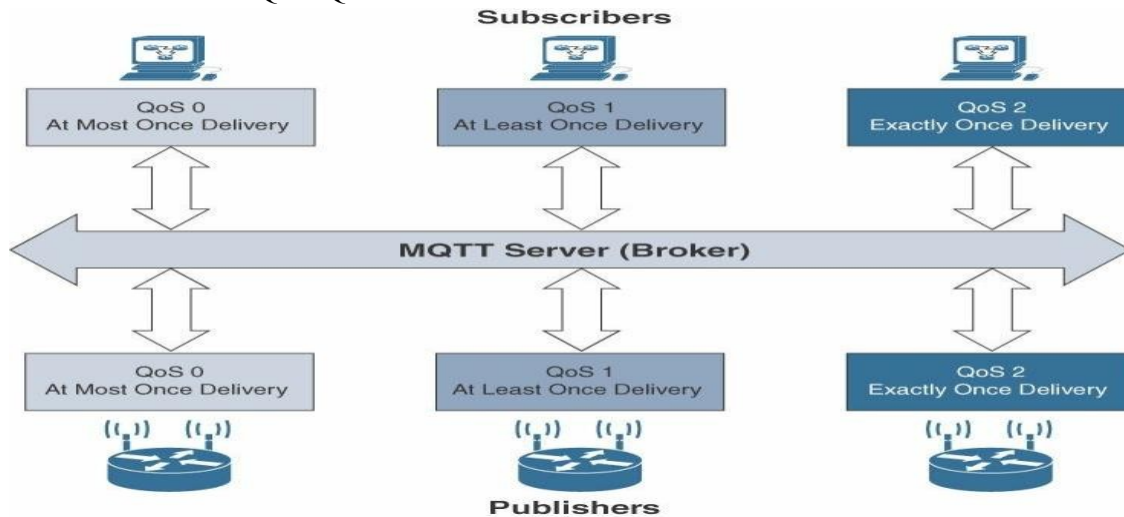 Subscribers
QoS 0
At Most Once Delivery
QoS 1
At Least Once Delivery
QoS 2
Exactly Once Delivery
MQTT Server (Broker)
QoS 0
At Most Once Delivery
QoS 1
At Least Once Delivery
QoS 2
Exactly Once Delivery
Publishers